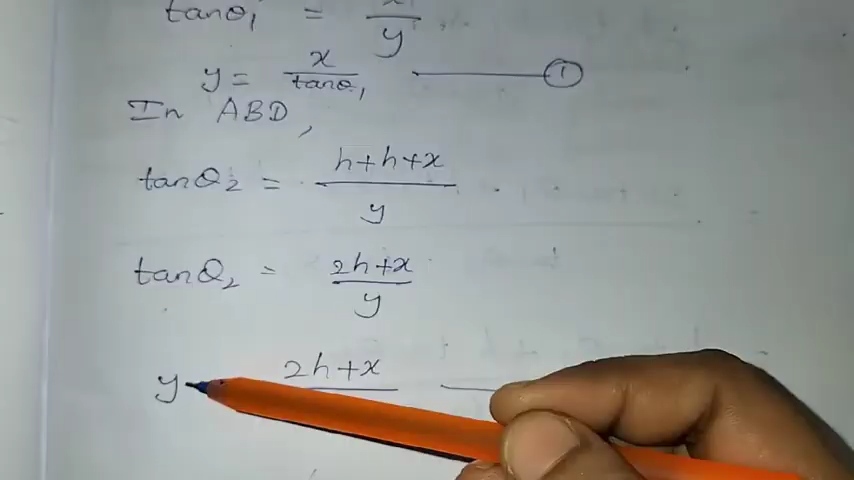 tanθ₁ = x/y
y = x/tanθ₁ ——— ①
In ABD,
tanθ₂ = h+h+x/y
tanθ₂ = 2h+x/y
y 2h+x